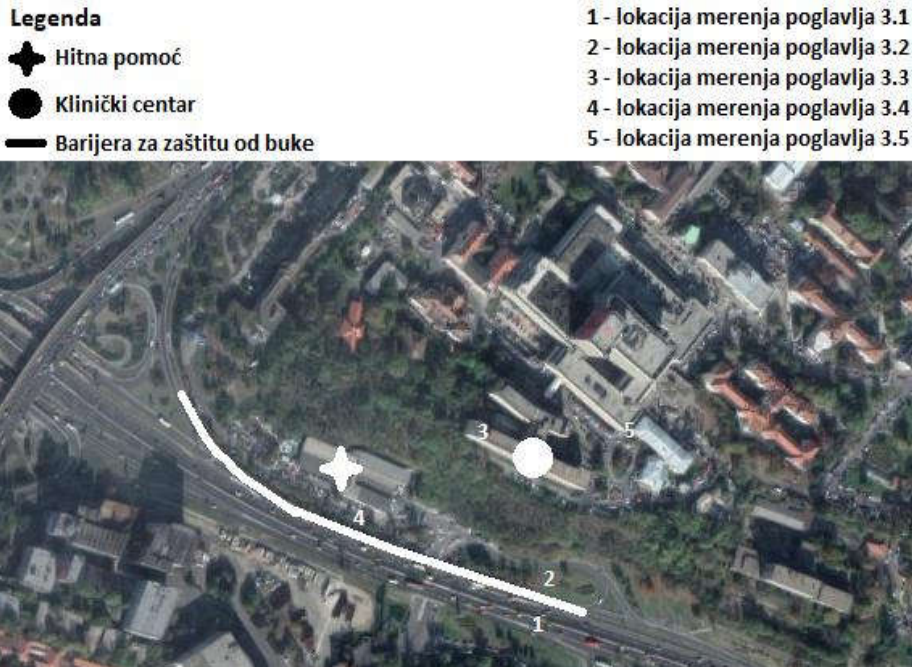 Legenda
Hitna pomoć
Klinički centar
Barijera za zaštitu od buke
1 - lokacija merenja poglavlja 3.1
2 - lokacija merenja poglavlja 3.2
3 - lokacija merenja poglavlja 3.3
4 - lokacija merenja poglavlja 3.4
5 - lokacija merenja poglavlja 3.5
3
5
4
2
1